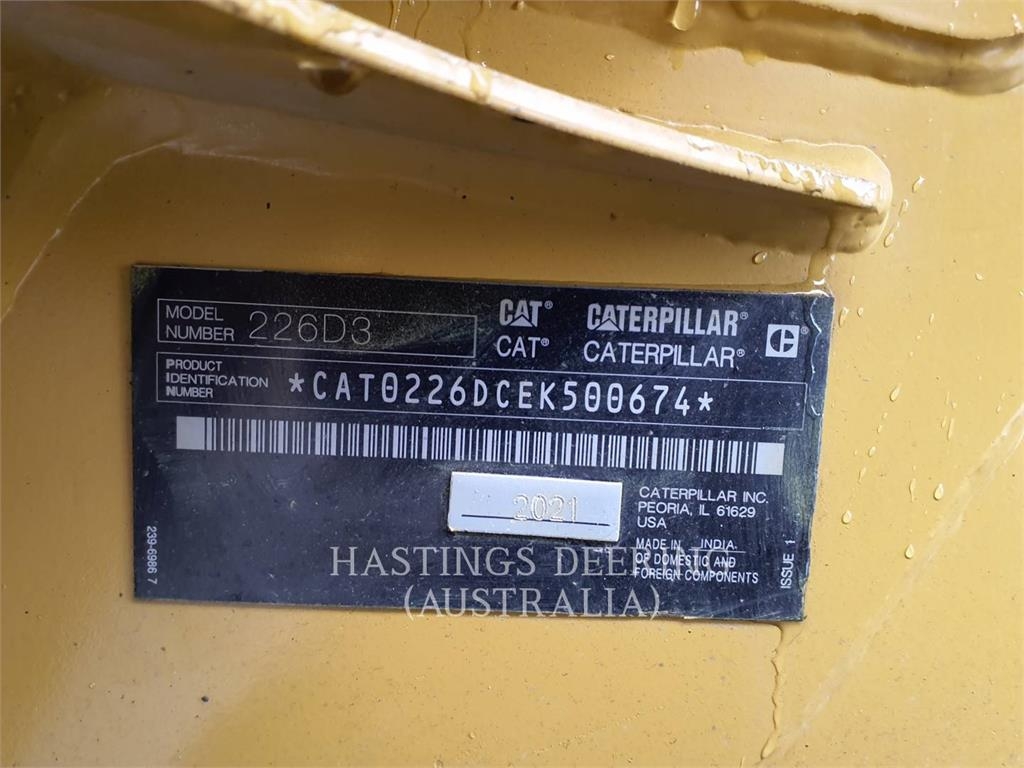 MODEL NUMBER 226D3
CAT® CATERPILLAR®
CAT® CATERPILLAR®
PRODUCT IDENTIFICATION NUMBER *CAT0226DCEK500674*
2021
CATERPILLAR INC.
PEORIA, IL 61629
USA
MADE IN INDIA.
OF DOMESTIC AND
FOREIGN COMPONENTS
239-6986 7
ISSUE 1
HASTINGS DEERING
(AUSTRALIA)